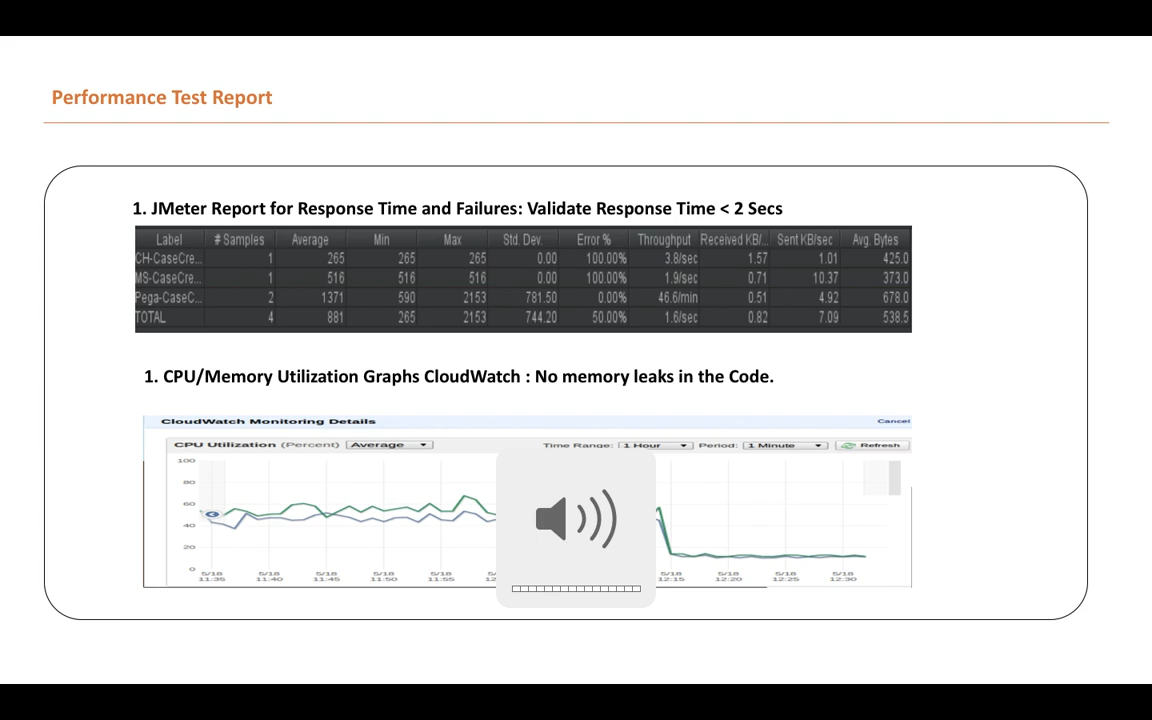 Performance Test Report
1. JMeter Report for Response Time and Failures: Validate Response Time < 2 Secs
Label # Samples Average Min Max Std. Dev. Error % Throughput Received KB/... Sent KB/sec Avg. Bytes
CH-CaseCre... 1 265 265 265 0.00 100.00% 3.8/sec 1.57 1.01 425.0
MS-CaseCre... 1 516 516 516 0.00 100.00% 1.9/sec 0.71 10.37 373.0
Pega-CaseC... 2 1371 590 2153 781.50 0.00% 46.6/min 0.51 4.92 678.0
TOTAL 4 881 265 2153 744.20 50.00% 1.6/sec 0.82 7.09 538.5
1. CPU/Memory Utilization Graphs CloudWatch : No memory leaks in the Code.
CloudWatch Monitoring Details Cancel
CPU Utilization (Percent) Average Time Range: 1 Hour Period: 1 Minute Refresh
100
80
60
40
20
0
5/18 5/18 5/18 5/18 5/18 5/18 5/18 5/18 5/18
11:35 11:40 11:45 11:50 11:55 12:15 12:20 12:25 12:30